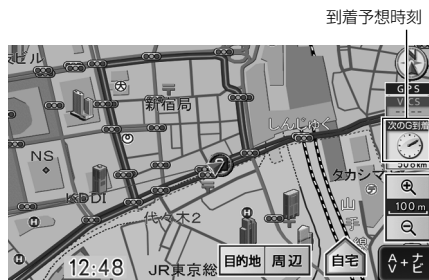 到着予想時刻
ビル
GPS
VICS
新宿局
次のG到着
しんじゅく
NS
タカシマ
KDDI
100m
代々木2
山
手
目的地
周辺
自宅
A+ナビ
12:48
JR東京総